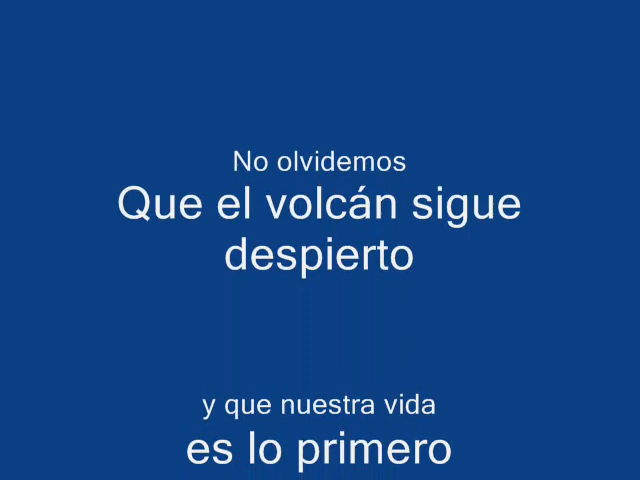 No olvidemos
Que el volcán sigue
despierto
y que nuestra vida
es lo primero